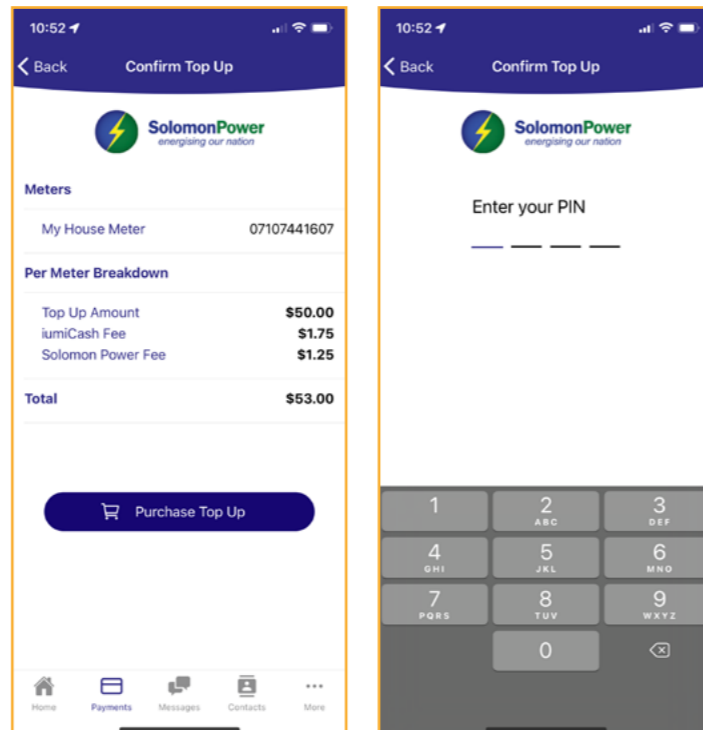 10:52
Back Confirm Top Up
SolomonPower
energising our nation
Meters
My House Meter 07107441607
Per Meter Breakdown
Top Up Amount $50.00
iumiCash Fee $1.75
Solomon Power Fee $1.25
Total $53.00
Purchase Top Up
Home Payments Messages Contacts More
10:52
Back Confirm Top Up
SolomonPower
energising our nation
Enter your PIN
1 2 3
ABC DEF
4 5 6
GHI JKL MNO
7 8 9
PQRS TUV WXYZ
0